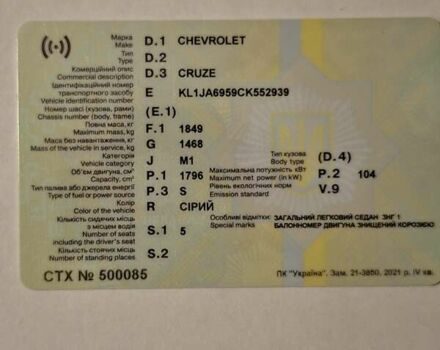 Марка D.1 CHEVROLET
Make
Тип D.2
Type
Комерційний опис D.3 CRUZE
Commercial description
Ідентифікаційний номер
транспортного засобу E KL1JA6959CK552939
Vehicle identification number
Номер шасі (кузова, рами) (E.1)
Chassis number (body, frame)
Повна маса, кг F.1 1849
Maximum mass, kg
Маса без навантаження, кг G 1468
Mass of the vehicle in service, kg
Категорія J M1 Тип кузова (D.4)
Vehicle category Body type
Об'єм двигуна, см³ P.1 1796 Максимальна потужність кВт P.2 104
Capacity, cm³ Maximum net power (in kW)
Тип палива або джерела енергії P.3 S Рівень екологічних норм V.9
Type of fuel or power source Emission standard
Колір R СІРИЙ
Color of the vehicle
Кількість сидячих місць Особливі відмітки: ЗАГАЛЬНИЙ ЛЕГКОВИЙ СЕДАН ЗНГ 1
з місцем водія S.1 5 Special marks БАЛОННОМЕР ДВИГУНА ЗНИЩЕНИЙ КОРОЗІЄЮ
Number of seats
including the driver's seat
Кількість стоячих місць S.2
Number of standing places
СТХ № 500085 ПК "Україна". Зам. 21-3850, 2021 р. IV кв.